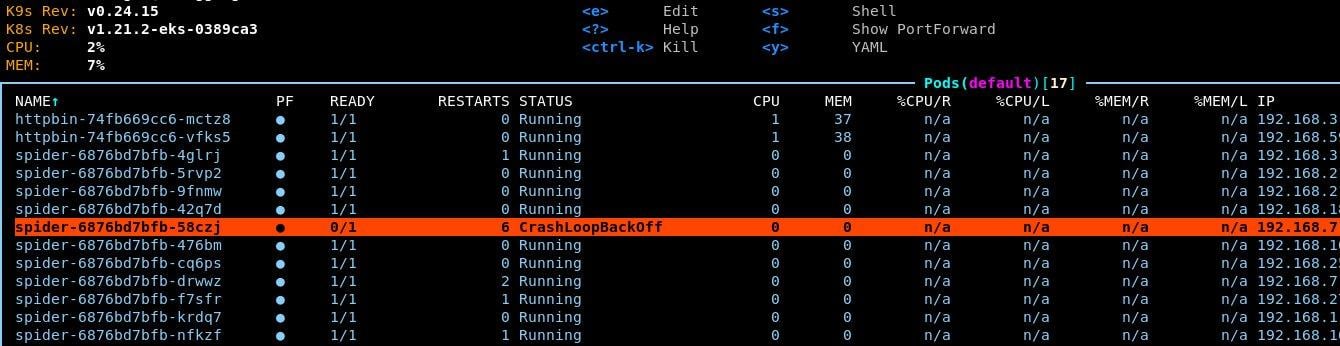 K9s Rev: v0.24.15 <e> Edit <s> Shell
K8s Rev: v1.21.2-eks-0389ca3 <?> Help <f> Show PortForward
CPU: 2% <ctrl-k> Kill <y> YAML
MEM: 7%
Pods(default)[17]
NAME↑ PF READY RESTARTS STATUS CPU MEM %CPU/R %CPU/L %MEM/R %MEM/L IP
httpbin-74fb669cc6-mctz8 ● 1/1 0 Running 1 37 n/a n/a n/a n/a 192.168.3
httpbin-74fb669cc6-vfks5 ● 1/1 0 Running 1 38 n/a n/a n/a n/a 192.168.5
spider-6876bd7bfb-4glrj ● 1/1 1 Running 0 0 n/a n/a n/a n/a 192.168.3
spider-6876bd7bfb-5rvp2 ● 1/1 0 Running 0 0 n/a n/a n/a n/a 192.168.2
spider-6876bd7bfb-9fnmw ● 1/1 0 Running 0 0 n/a n/a n/a n/a 192.168.2
spider-6876bd7bfb-42q7d ● 1/1 0 Running 0 0 n/a n/a n/a n/a 192.168.1
spider-6876bd7bfb-58czj ● 0/1 6 CrashLoopBackOff 0 0 n/a n/a n/a n/a 192.168.7
spider-6876bd7bfb-476bm ● 1/1 0 Running 0 0 n/a n/a n/a n/a 192.168.1
spider-6876bd7bfb-cq6ps ● 1/1 0 Running 0 0 n/a n/a n/a n/a 192.168.2
spider-6876bd7bfb-drwwz ● 1/1 2 Running 0 0 n/a n/a n/a n/a 192.168.7
spider-6876bd7bfb-f7sfr ● 1/1 1 Running 0 0 n/a n/a n/a n/a 192.168.2
spider-6876bd7bfb-krdq7 ● 1/1 0 Running 0 0 n/a n/a n/a n/a 192.168.1
spider-6876bd7bfb-nfkzf ● 1/1 1 Running 0 0 n/a n/a n/a n/a 192.168.1